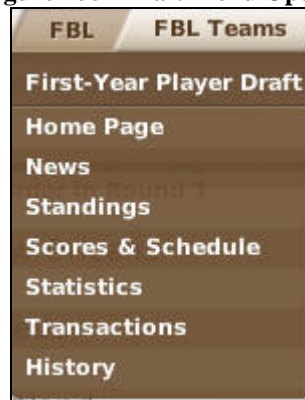 FBL FBL Teams
First-Year Player Draft
Home Page
News
Standings
Scores & Schedule
Statistics
Transactions
History